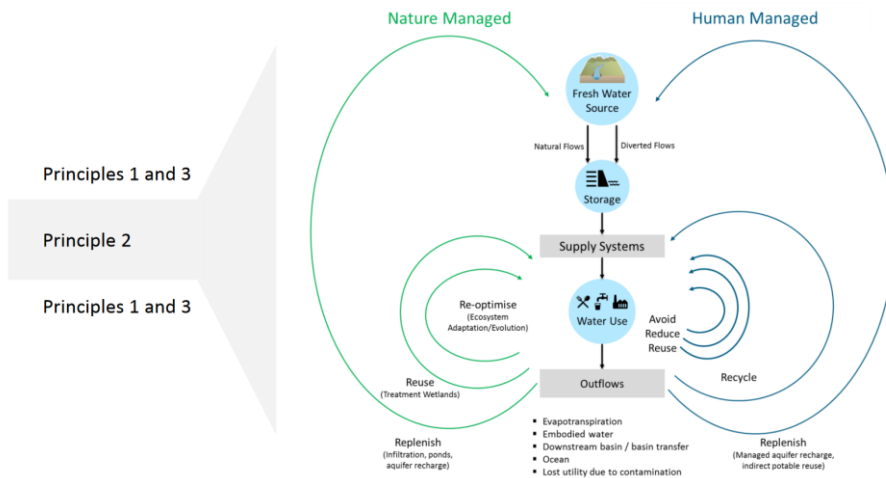 Nature Managed
Human Managed
Fresh Water
Source
Natural Flows
Diverted Flows
Storage
Principles 1 and 3
Principle 2
Principles 1 and 3
Supply Systems
Re-optimise
(Ecosystem
Adaptation/Evolution)
Water Use
Avoid
Reduce
Reuse
Reuse
(Treatment Wetlands)
Outflows
Recycle
Replenish
(Infiltration, ponds,
aquifer recharge)
▪ Evapotranspiration
▪ Embodied water
▪ Downstream basin / basin transfer
▪ Ocean
▪ Lost utility due to contamination
Replenish
(Managed aquifer recharge,
indirect potable reuse)